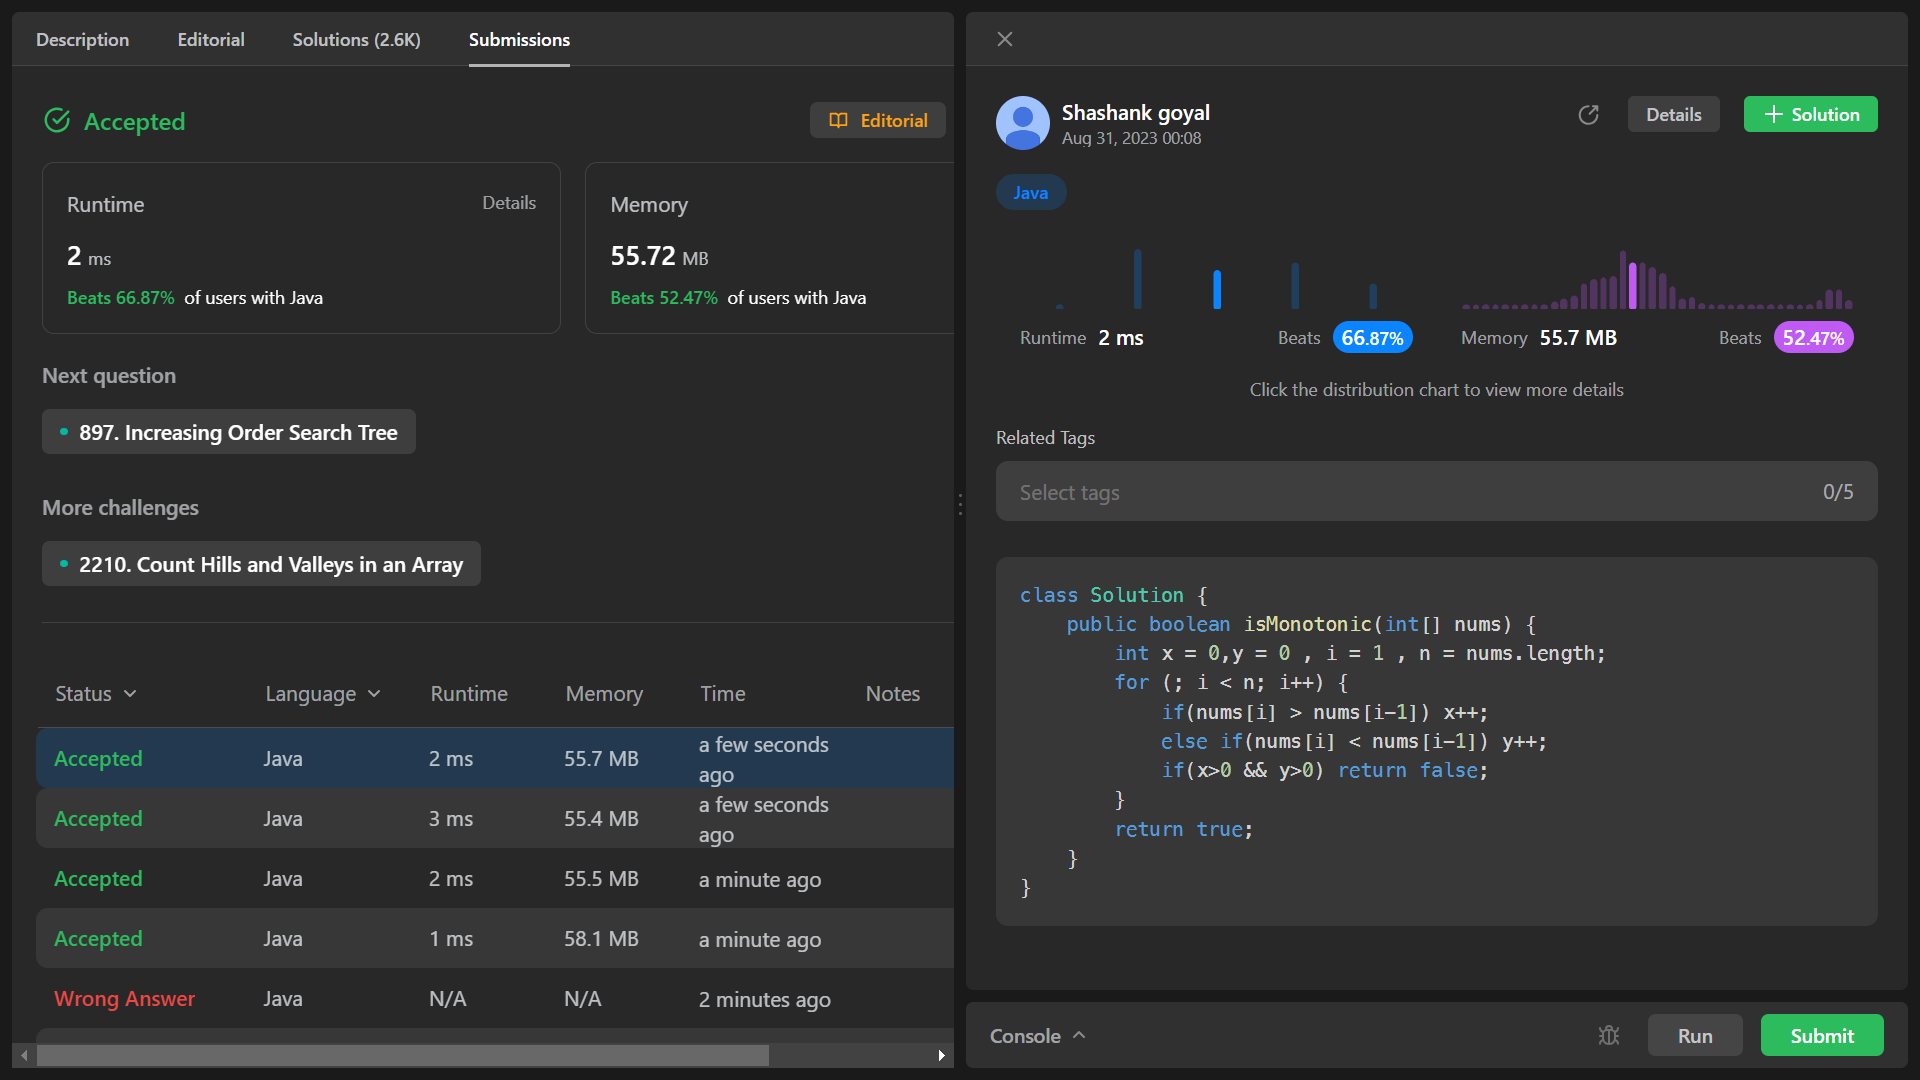 Description Editorial Solutions (2.6K) Submissions
Accepted
Editorial
Runtime Details
2 ms
Beats 66.87% of users with Java
Memory
55.72 MB
Beats 52.47% of users with Java
Next question
897. Increasing Order Search Tree
More challenges
2210. Count Hills and Valleys in an Array
Status Language Runtime Memory Time Notes
Accepted Java 2 ms 55.7 MB a few seconds ago
Accepted Java 3 ms 55.4 MB a few seconds ago
Accepted Java 2 ms 55.5 MB a minute ago
Accepted Java 1 ms 58.1 MB a minute ago
Wrong Answer Java N/A N/A 2 minutes ago
Shashank goyal
Aug 31, 2023 00:08
Details
Solution
Java
Runtime 2 ms Beats 66.87% Memory 55.7 MB Beats 52.47%
Click the distribution chart to view more details
Related Tags
Select tags 0/5
class Solution {
    public boolean isMonotonic(int[] nums) {
        int x = 0,y = 0 , i = 1 , n = nums.length;
        for (; i < n; i++) {
            if(nums[i] > nums[i-1]) x++;
            else if(nums[i] < nums[i-1]) y++;
            if(x>0 && y>0) return false;
        }
        return true;
    }
}
Console Run Submit